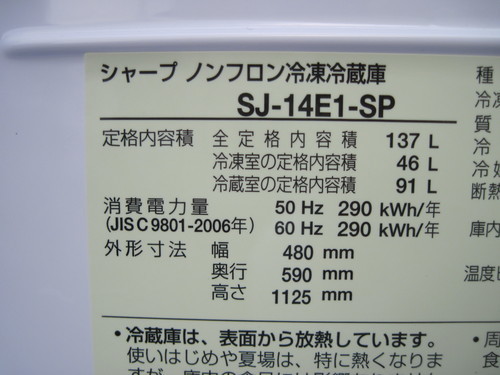 シャープ ノンフロン冷凍冷蔵庫
SJ-14E1-SP
定格内容積 全定格内容積 137 L
冷凍室の定格内容積 46 L
冷蔵室の定格内容積 91 L
消費電力量 50 Hz 290 kWh/年
(JIS C 9801-2006年) 60 Hz 290 kWh/年
外形寸法 幅 480 mm
奥行 590 mm
高さ 1125 mm
・冷蔵庫は、表面から放熱しています。
使いはじめや夏場は、特に熱くなりま
種
冷凍
質
冷
冷
断熱
庫内
温度
・周
食